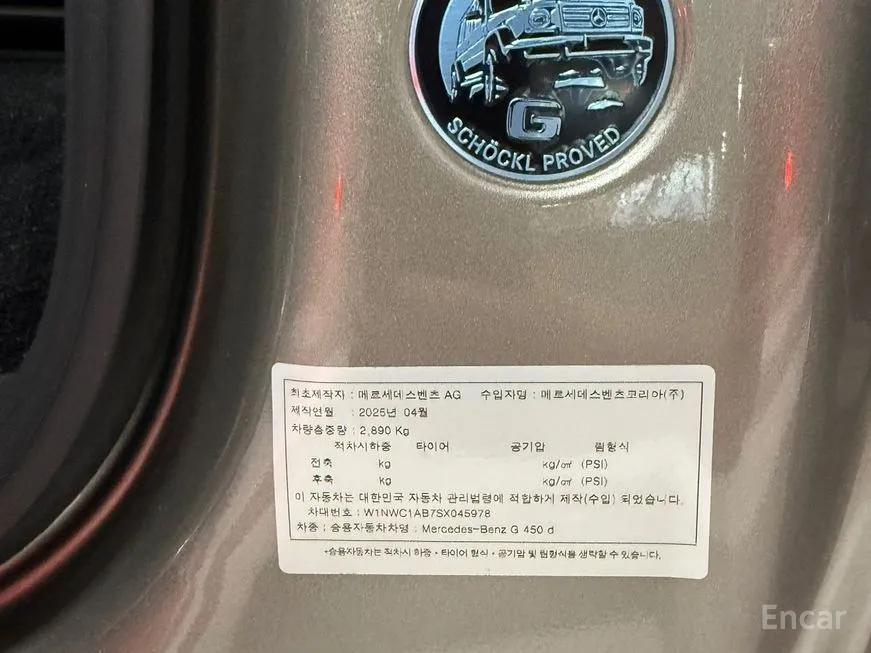 G
SCHÖCKL PROVED
최초제작자 : 메르세데스벤츠 AG 수입자명 : 메르세데스벤츠코리아(주)
제작연월 : 2025년 04월
차량총중량 : 2,890 Kg
적차시하중 타이어 공기압 림형식
전축 kg kg/㎠ (PSI)
후축 kg kg/㎠ (PSI)
이 자동차는 대한민국 자동차 관리법령에 적합하게 제작(수입) 되었습니다.
차대번호 : W1NWC1AB7SX045978
차종 : 승용자동차차명 : Mercedes-Benz G 450 d
*승용자동차는 적차시 하중 * 타이어 형식 * 공기압 및 림형식를 생략할 수 있습니다.
Encar